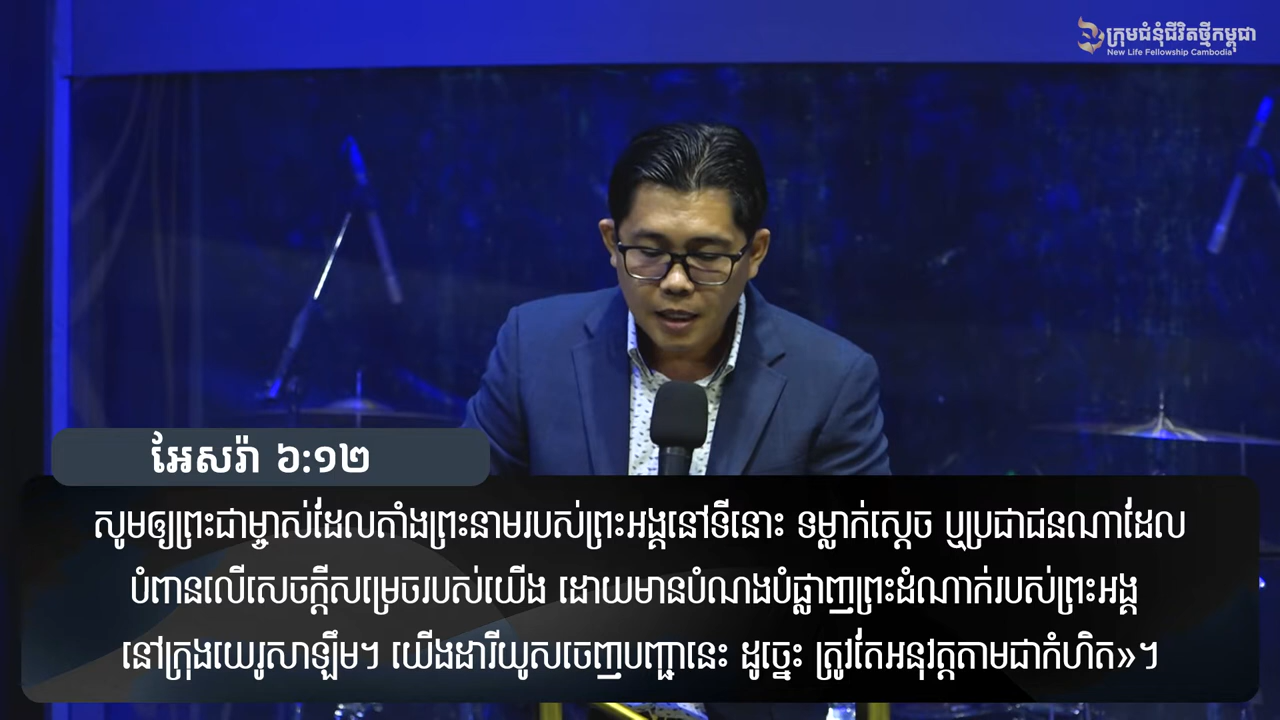 ក្រុមជំនុំជីវិតថ្មីកម្ពុជា
New Life Fellowship Cambodia
អែសរ៉ា ៦:១២
សូមឲ្យព្រះជាម្ចាស់ដែលតាំងព្រះនាមរបស់ព្រះអង្គនៅទីនោះ ទម្លាក់ស្ដេច ឬប្រជាជនណាដែល
បំពានលើសេចក្ដីសម្រេចរបស់យើង ដោយមានបំណងបំផ្លាញព្រះដំណាក់របស់ព្រះអង្គ
នៅក្រុងយេរូសាឡឹម។ យើងដារីយូសចេញបញ្ជានេះ ដូច្នេះ ត្រូវតែអនុវត្តតាមជាកំហិត»។